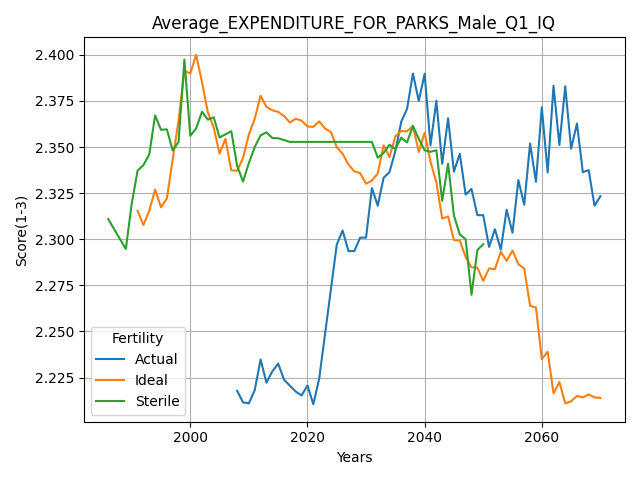 Average_EXPENDITURE_FOR_PARKS_Male_Q1_IQ
Score(1-3)
2.400
2.375
2.350
2.325
2.300
2.275
2.250
2.225
Fertility
Actual
Ideal
Sterile
2000
2020
2040
2060
Years